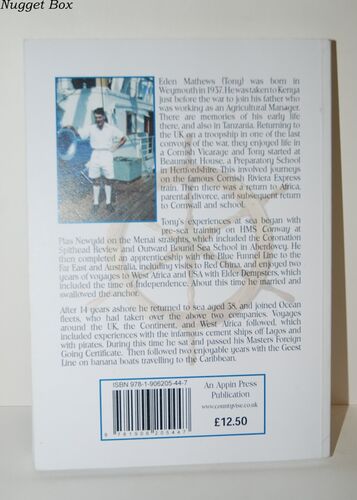 Nugget Box
Eden Mathews (Tony) was born in
Weymouth in 1937. He was taken to Kenya
just before the war to join his father who
was working as an Agricultural Manager.
There are memories of his early life
there, and also in Tanzania. Returning to
the UK on a troopship in one of the last
convoys of the war, they enjoyed life in
a Cornish Vicarage and Tony started at
Beaumont House, a Preparatory School
in Hertfordshire. This involved journeys
on the famous Cornish Riviera Express
train. Then there was a return to Africa,
parental divorce, and subsequent return
to Cornwall and school.
Tony's experiences at sea began with
pre-sea training on HMS Conway at
Plas Newydd on the Menai straights, which included the Coronation
Spithead Review and Outward Bound Sea School in Aberdovey. He
then completed an apprenticeship with the Blue Funnel Line to the
Far East and Australia, including visits to Red China, and enjoyed two
years of voyages to West Africa and USA with Elder Dempsters, which
included the time of Independence. About this time he married and
swallowed the anchor.
After 14 years ashore he returned to sea aged 38, and joined Ocean
fleets, who had taken over the above two companies. Voyages
around the UK, the Continent, and West Africa followed, which
included experiences with the infamous cement ships off Lagos and
with pirates. During this time he sat and passed his Masters Foreign
Going Certificate. Then followed two enjoyable years with the Geest
Line on banana boats travelling to the Caribbean.
ISBN 978-1-906205-44-7
9 781906 205447
An Appin Press
Publication
www.countyvise.co.uk
£12.50